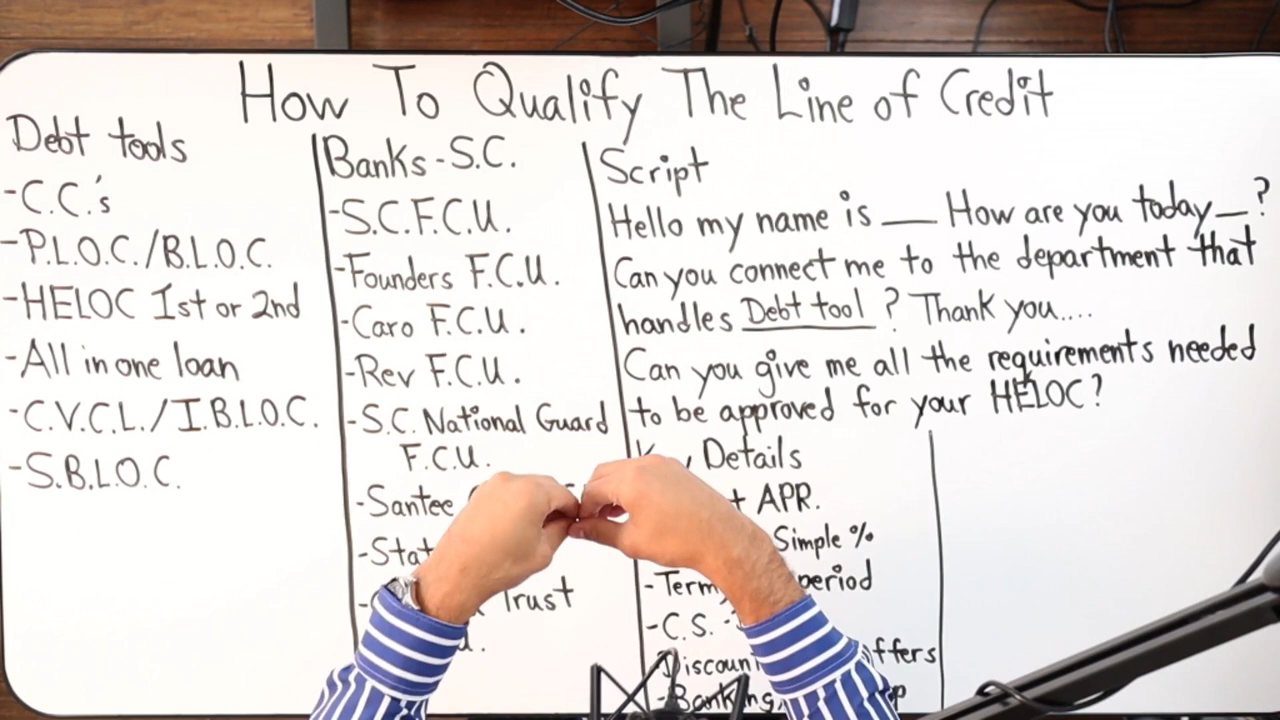 How To Qualify The Line of Credit
Debt tools
-C.C.'s
-P.L.O.C./B.L.O.C.
-HELOC 1st or 2nd
-All in one loan
-C.V.C.L./I.B.L.O.C.
-S.B.L.O.C.
Banks-S.C.
-S.C.F.C.U.
-Founders F.C.U.
-Caro F.C.U.
-Rev F.C.U.
-S.C. National Guard
F.C.U.
-Santee
Trust
Script
Hello my name is ___ How are you today_?
Can you connect me to the department that
handles Debt tool ? Thank you....
Can you give me all the requirements needed
to be approved for your HELOC?
Details
APR.
Simple %
-Term period
-C.S.